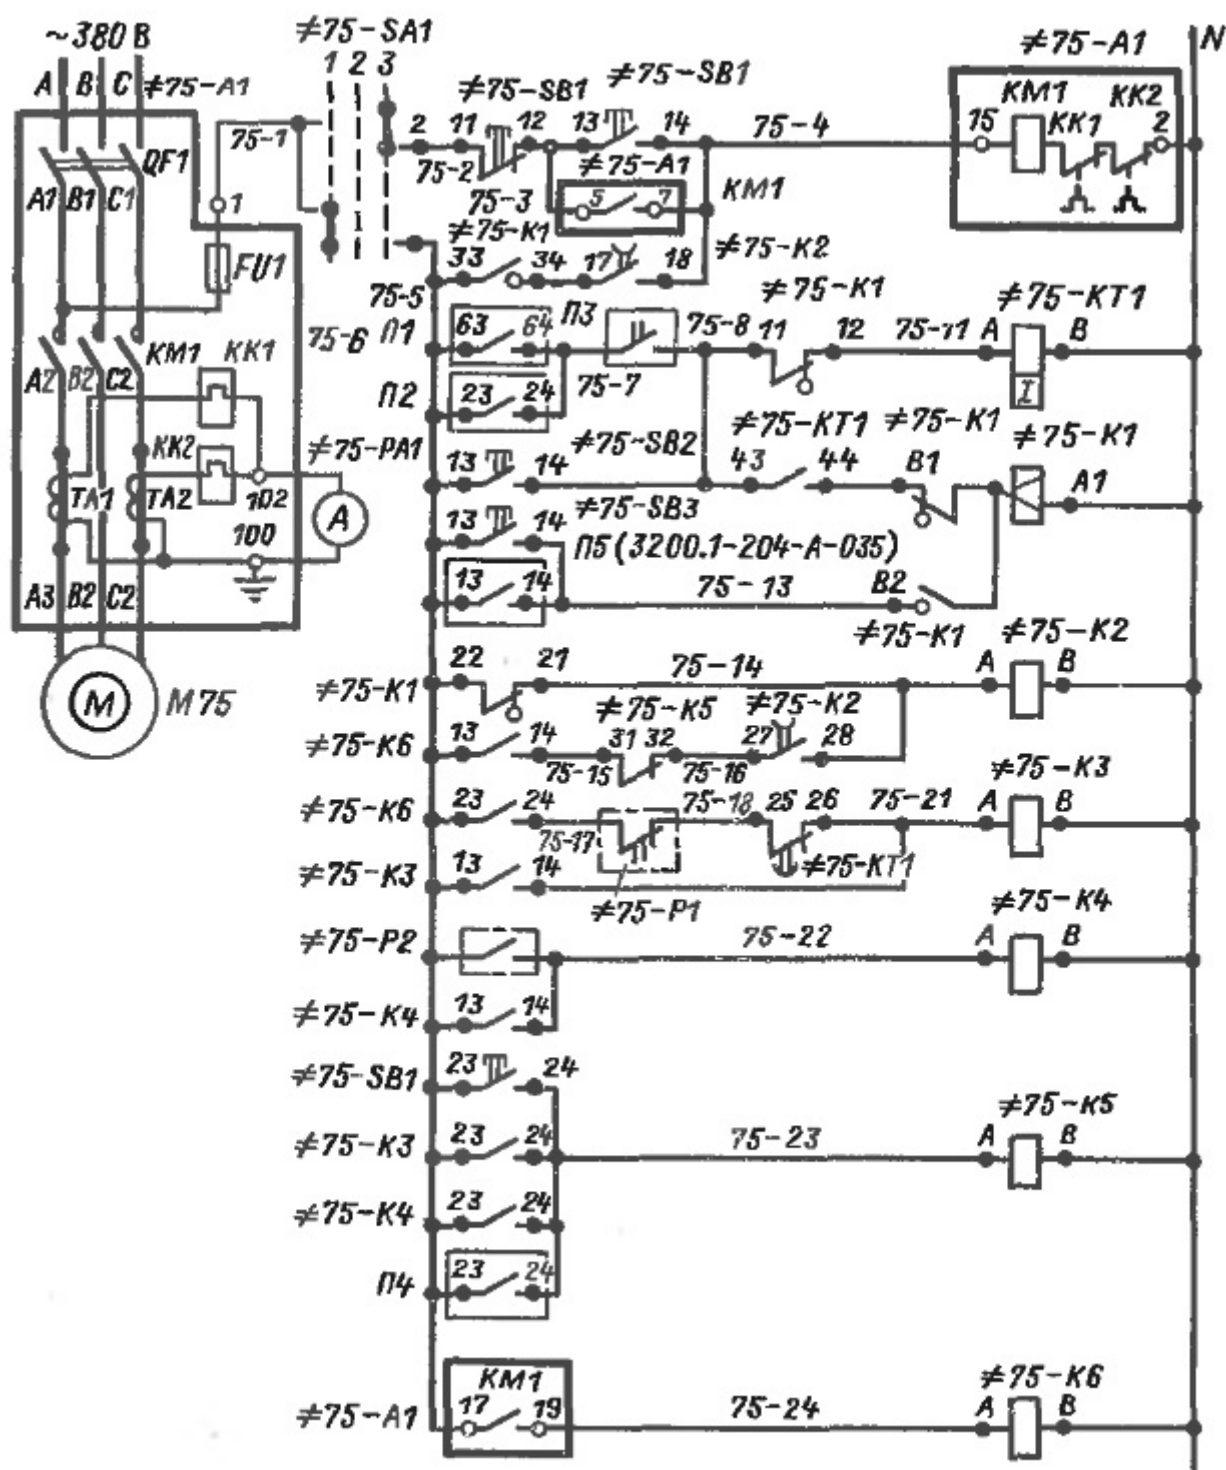 ~380 В
≠75-SA1
1 2 3
A B C ≠75-A1
75-1
QF1
A1 B1 C1
1
FU1
KM1 KK1
A2 B2 C2
KK2
≠75-PA1
TA1 TA2
102
100
A
A3 B2 C2
M
M75
N
≠75-SB1
≠75-SB1
2 11 12 13 14
75-2
75-3
≠75-A1
5 7
KM1
75-4
≠75-A1
KM1 KK2
15 KK1 2
≠75-K1
33 34 17 18
≠75-K2
75-5
75-6
П1
63 64
П3
75-7
75-8
≠75-K1
11 12
75-11
≠75-KT1
A B
I
П2
23 24
≠75-SB2
13 14
≠75-KT1
43 44
≠75-K1
B1
≠75-K1
A1
≠75-SB3
13 14
П5 (3200.1-204-A-035)
13 14
75-13
B2
≠75-K1
≠75-K1
22 21
75-14
≠75-K2
A B
≠75-K6
13 14
75-15
≠75-K5
31 32
75-16
≠75-K2
27 28
≠75-K6
23 24
75-17
75-18
25 26
75-21
≠75-K3
A B
≠75-KT1
≠75-P1
≠75-K3
13 14
≠75-P2
75-22
≠75-K4
A B
≠75-K4
13 14
≠75-SB1
23 24
≠75-K3
23 24
75-23
≠75-K5
A B
≠75-K4
23 24
П4
23 24
≠75-A1
KM1
17 19
75-24
≠75-K6
A B